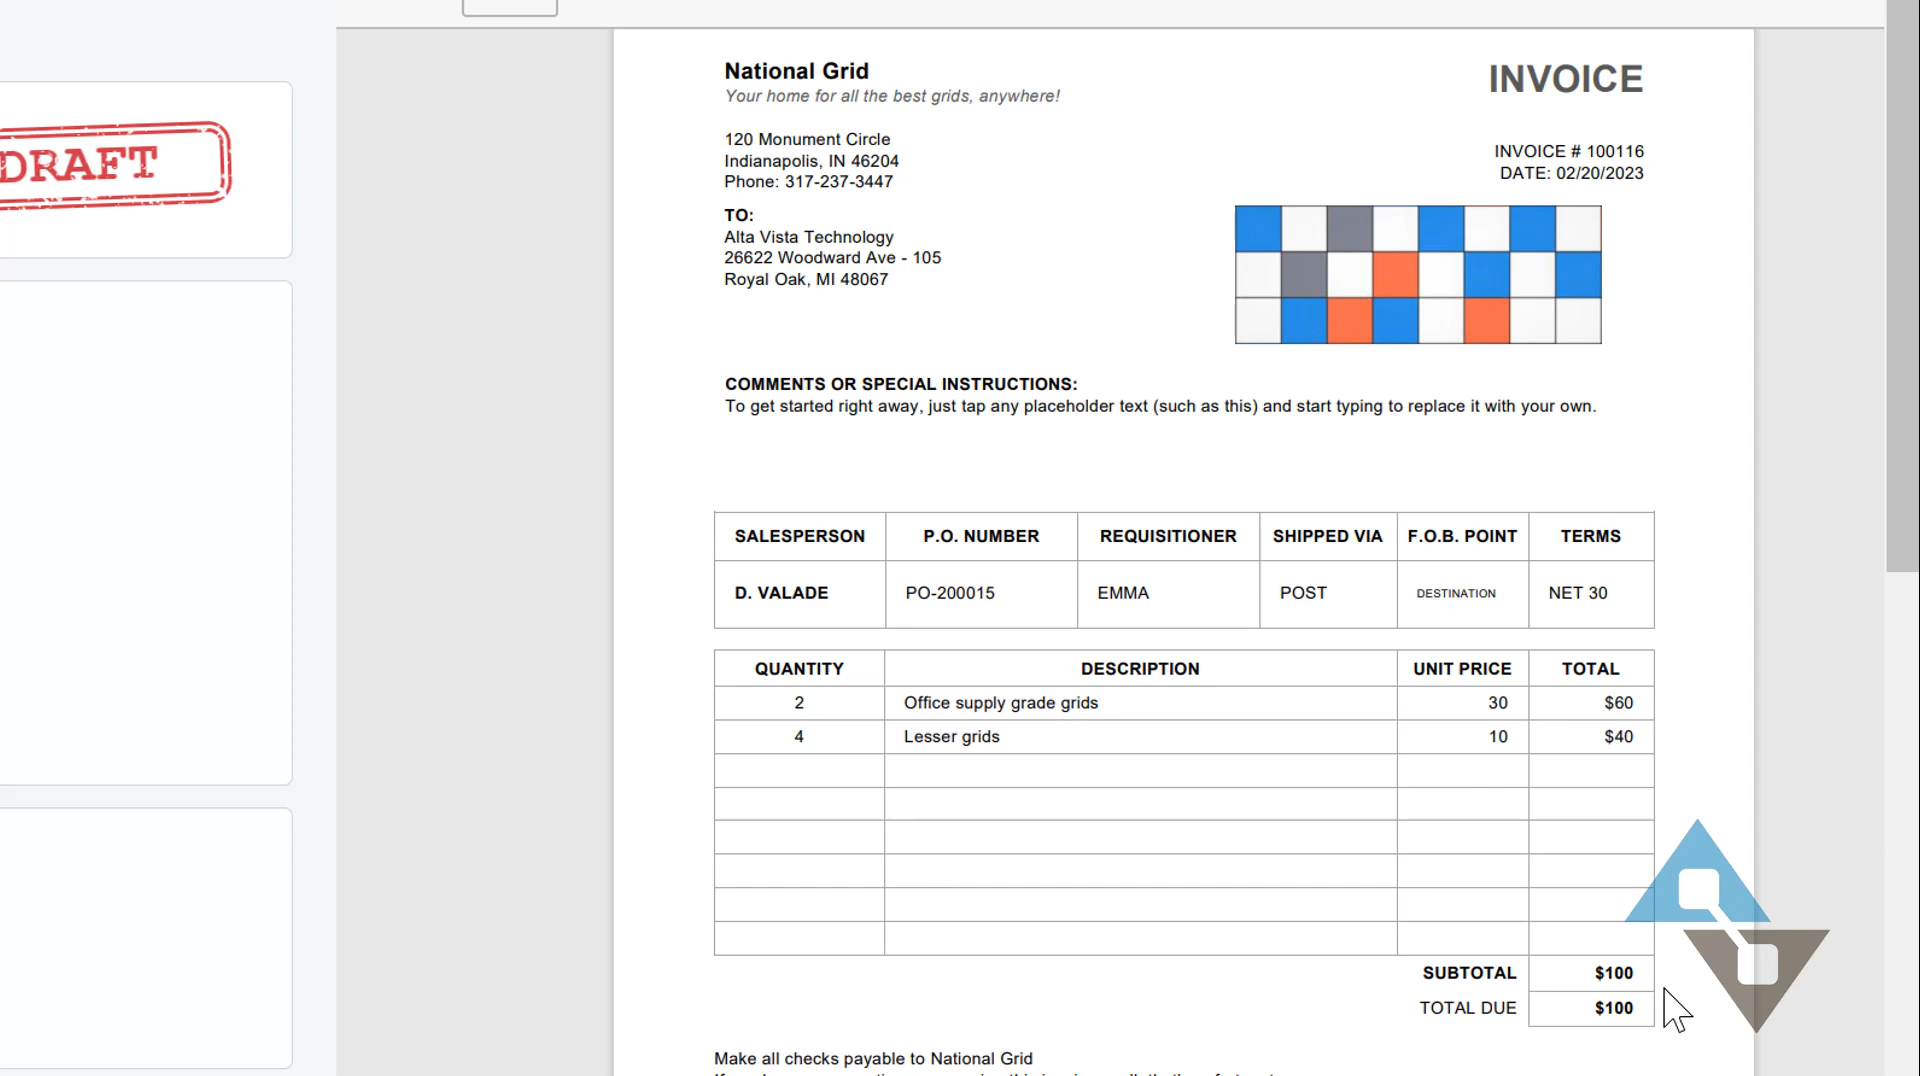 DRAFT
National Grid
Your home for all the best grids, anywhere!
INVOICE
120 Monument Circle
Indianapolis, IN 46204
Phone: 317-237-3447
INVOICE # 100116
DATE: 02/20/2023
TO:
Alta Vista Technology
26622 Woodward Ave - 105
Royal Oak, MI 48067
COMMENTS OR SPECIAL INSTRUCTIONS:
To get started right away, just tap any placeholder text (such as this) and start typing to replace it with your own.
SALESPERSON P.O. NUMBER REQUISITIONER SHIPPED VIA F.O.B. POINT TERMS
D. VALADE PO-200015 EMMA POST DESTINATION NET 30
QUANTITY DESCRIPTION UNIT PRICE TOTAL
2 Office supply grade grids 30 $60
4 Lesser grids 10 $40
SUBTOTAL $100
TOTAL DUE $100
Make all checks payable to National Grid